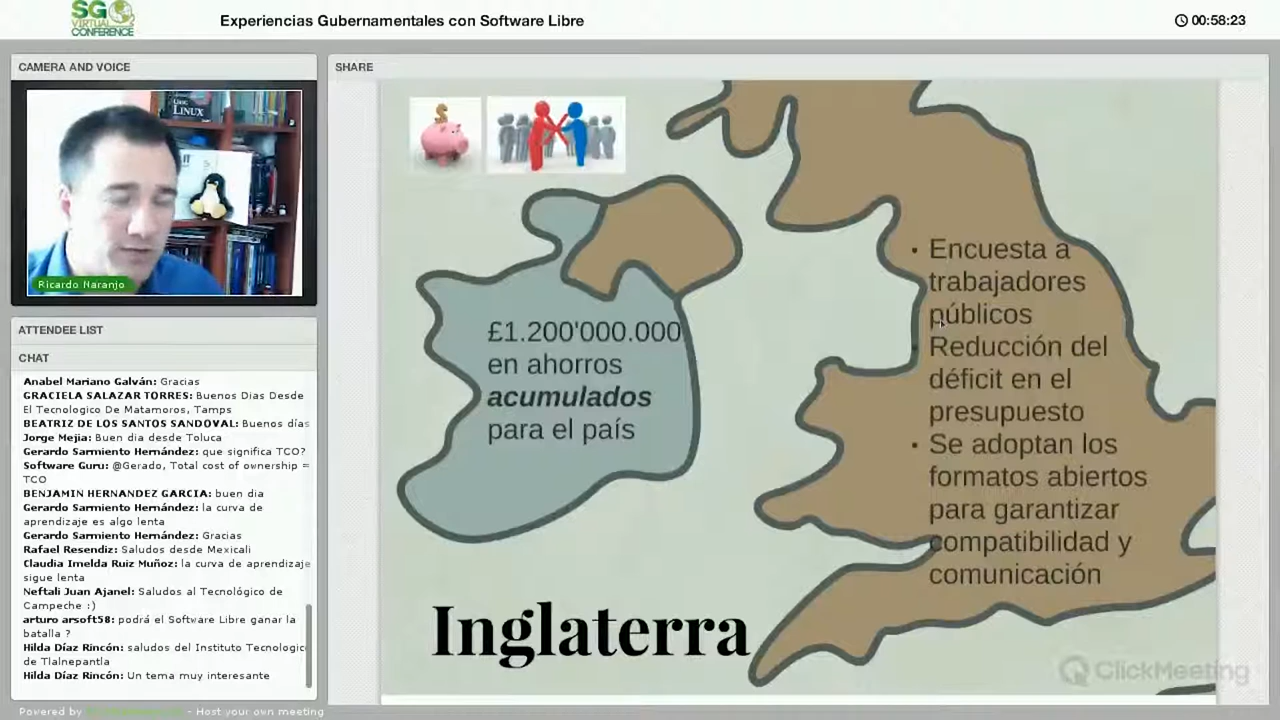 SG
VIRTUAL
CONFERENCE
Experiencias Gubernamentales con Software Libre
00:58:23
CAMERA AND VOICE
LINUX
Ricardo Naranjo
ATTENDEE LIST
CHAT
Anabel Mariano Galván: Gracias
GRACIELA SALAZAR TORRES: Buenos Dias Desde
El Tecnologico De Matamoros, Tamps
BEATRIZ DE LOS SANTOS SANDOVAL: Buenos días
Jorge Mejia: Buen dia desde Toluca
Gerardo Sarmiento Hernández: que significa TCO?
Software Guru: @Gerado, Total cost of ownership =
TCO
BENJAMIN HERNANDEZ GARCIA: buen dia
Gerardo Sarmiento Hernández: la curva de
aprendizaje es algo lenta
Gerardo Sarmiento Hernández: Gracias
Rafael Resendiz: Saludos desde Mexicali
Claudia Imelda Ruiz Muñoz: la curva de aprendizaje
sigue lenta
Neftali Juan Ajanel: Saludos al Tecnológico de
Campeche :)
arturo arsoft58: podrá el Software Libre ganar la
batalla ?
Hilda Díaz Rincón: saludos del Instituto Tecnologico
de Tlalnepantla
Hilda Díaz Rincón: Un tema muy interesante
Powered by
- Host your own meeting
SHARE
£1.200'000.000
en ahorros
acumulados
para el país
• Encuesta a
trabajadores
públicos
• Reducción del
déficit en el
presupuesto
• Se adoptan los
formatos abiertos
para garantizar
compatibilidad y
comunicación
Inglaterra
ClickMeeting